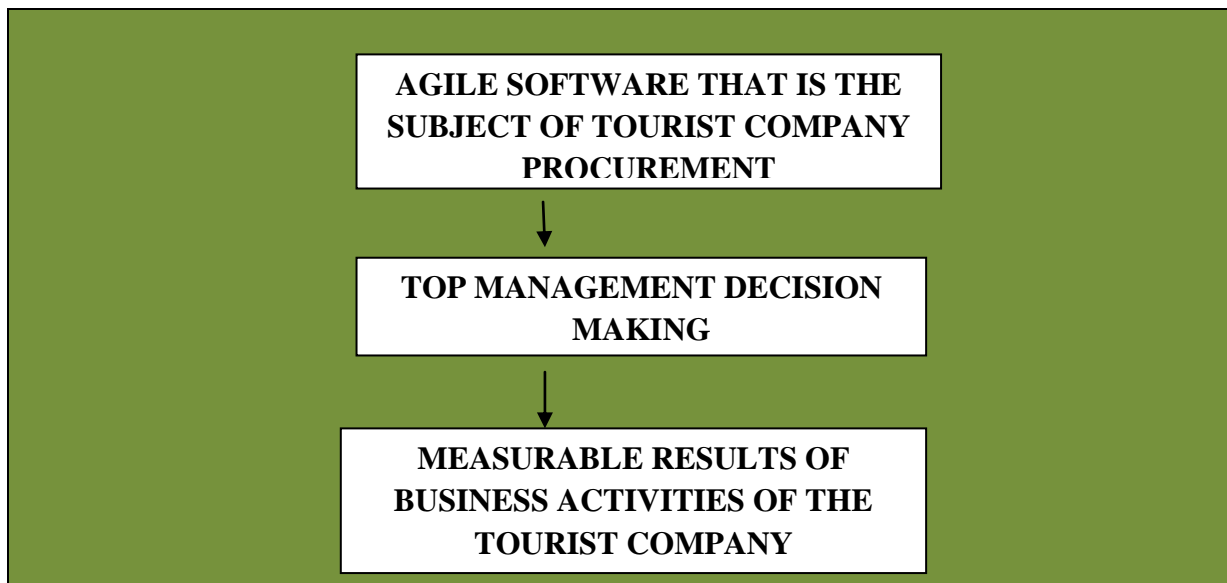 AGILE SOFTWARE THAT IS THE
SUBJECT OF TOURIST COMPANY
PROCUREMENT
TOP MANAGEMENT DECISION
MAKING
MEASURABLE RESULTS OF
BUSINESS ACTIVITIES OF THE
TOURIST COMPANY